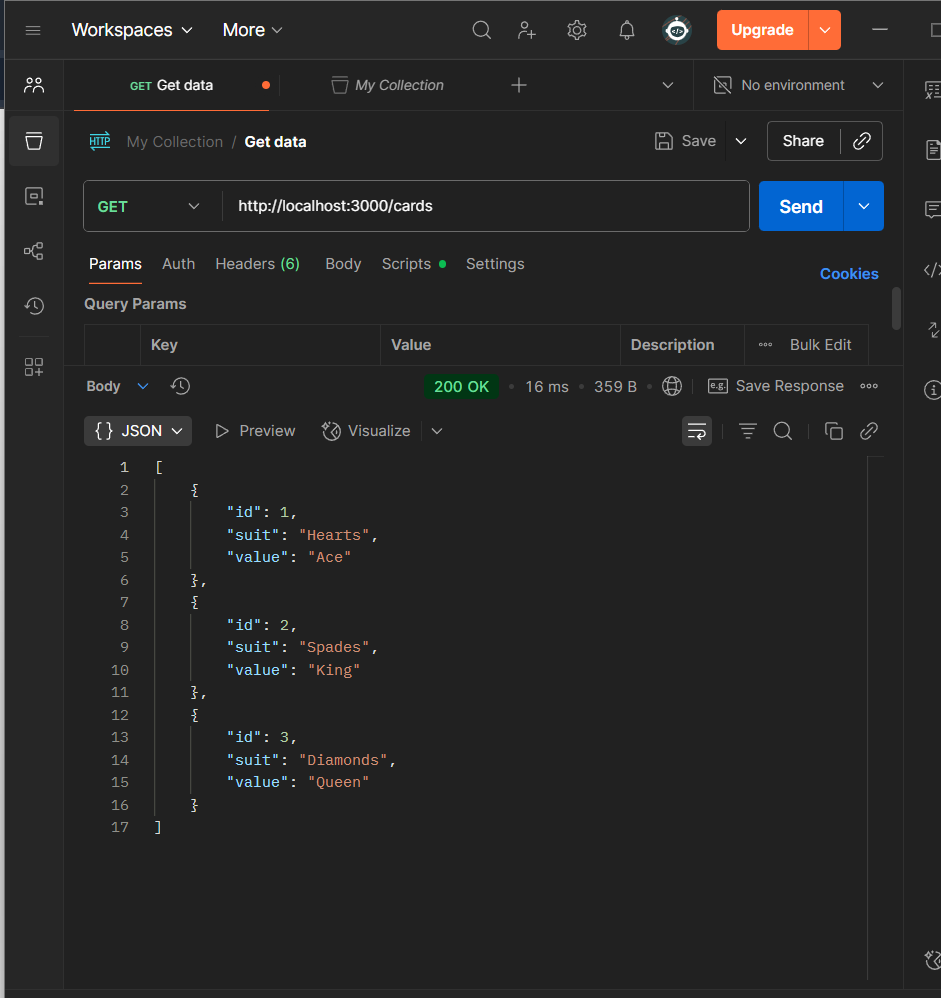 Workspaces More Upgrade
GET Get data My Collection No environment
HTTP My Collection / Get data Save Share
GET http://localhost:3000/cards Send
Params Auth Headers (6) Body Scripts Settings
Cookies
Query Params
Key Value Description Bulk Edit
Body 200 OK 16 ms 359 B e.g. Save Response
{} JSON Preview Visualize
1 [
2 {
3 "id": 1,
4 "suit": "Hearts",
5 "value": "Ace"
6 },
7 {
8 "id": 2,
9 "suit": "Spades",
10 "value": "King"
11 },
12 {
13 "id": 3,
14 "suit": "Diamonds",
15 "value": "Queen"
16 }
17 ]